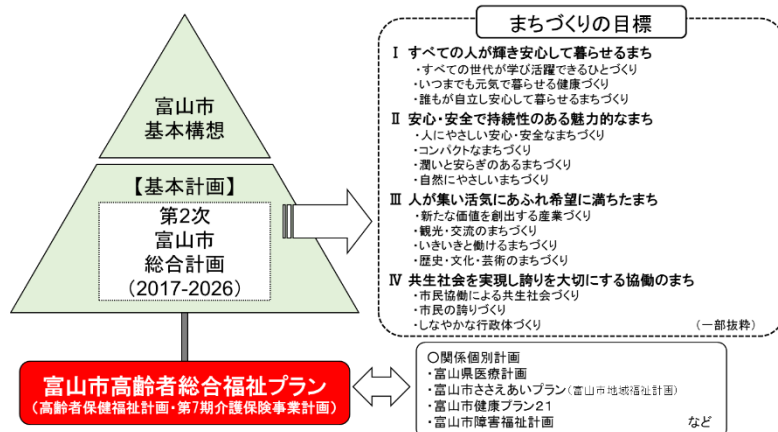 富山市
基本構想
【基本計画】
第2次
富山市
総合計画
(2017-2026)
富山市高齢者総合福祉プラン
(高齢者保健福祉計画・第7期介護保険事業計画)
まちづくりの目標
Ⅰ すべての人が輝き安心して暮らせるまち
・すべての世代が学び活躍できるひとづくり
・いつまでも元気で暮らせる健康づくり
・誰もが自立し安心して暮らせるまちづくり
Ⅱ 安心・安全で持続性のある魅力的なまち
・人にやさしい安心・安全なまちづくり
・コンパクトなまちづくり
・潤いと安らぎのあるまちづくり
・自然にやさしいまちづくり
Ⅲ 人が集い活気にあふれ希望に満ちたまち
・新たな価値を創出する産業づくり
・観光・交流のまちづくり
・いきいきと働けるまちづくり
・歴史・文化・芸術のまちづくり
Ⅳ 共生社会を実現し誇りを大切にする協働のまち
・市民協働による共生社会づくり
・市民の誇りづくり
・しなやかな行政体づくり (一部抜粋)
○関係個別計画
・富山県医療計画
・富山市ささえあいプラン(富山市地域福祉計画)
・富山市健康プラン21
・富山市障害福祉計画 など